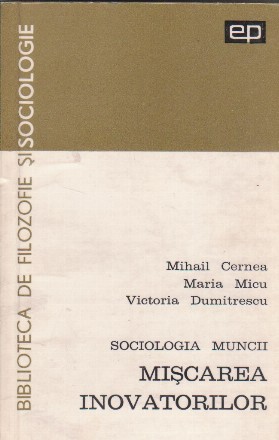 ep
BIBLIOTECA DE FILOZOFIE ŞI SOCIOLOGIE
Mihail Cernea
Maria Micu
Victoria Dumitrescu
SOCIOLOGIA MUNCII
MIŞCAREA
INOVATORILOR